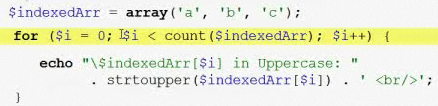 $indexedArr = array('a', 'b', 'c');
for ($i = 0; $i < count($indexedArr); $i++) {
echo "\$indexedArr[$i] in Uppercase: "
. strtoupper($indexedArr[$i]) . ' <br/>';
}